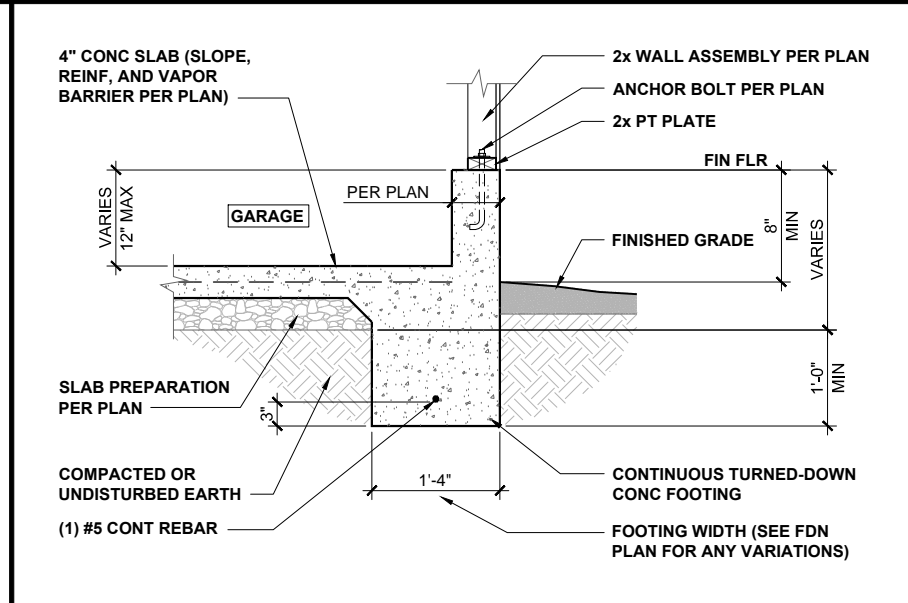 4" CONC SLAB (SLOPE,
REINF, AND VAPOR
BARRIER PER PLAN)
2x WALL ASSEMBLY PER PLAN
ANCHOR BOLT PER PLAN
2x PT PLATE
FIN FLR
VARIES
12" MAX
PER PLAN
GARAGE
8"
MIN
VARIES
FINISHED GRADE
SLAB PREPARATION
PER PLAN
3"
1'-0"
MIN
COMPACTED OR
UNDISTURBED EARTH
1'-4"
CONTINUOUS TURNED-DOWN
CONC FOOTING
(1) #5 CONT REBAR
FOOTING WIDTH (SEE FDN
PLAN FOR ANY VARIATIONS)